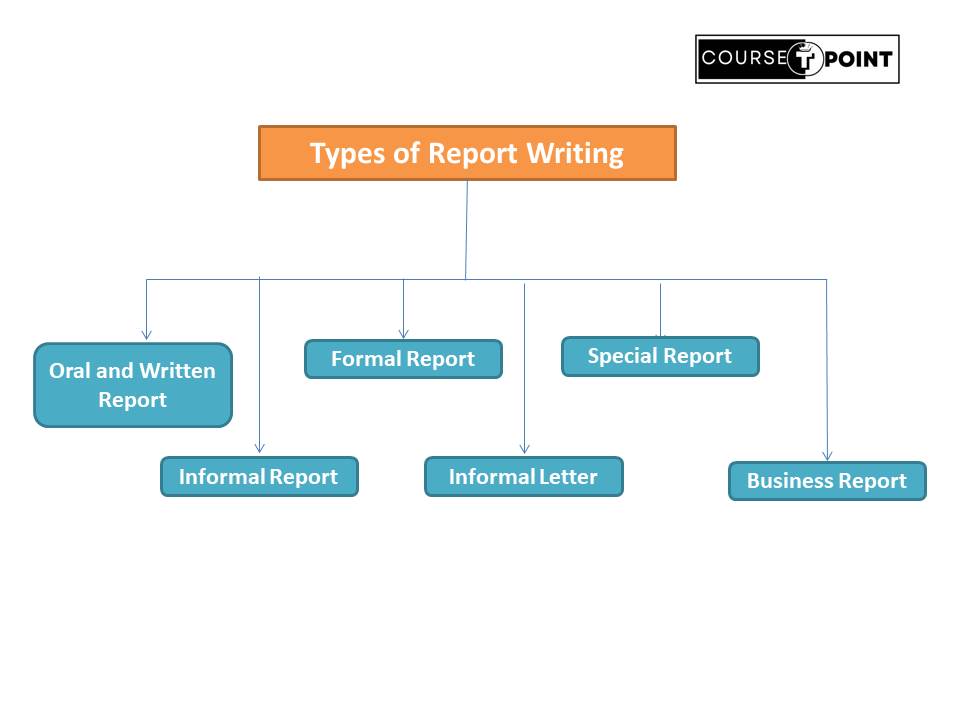 COURSE T POINT
Types of Report Writing
Oral and Written
Report
Formal Report
Special Report
Informal Report
Informal Letter
Business Report